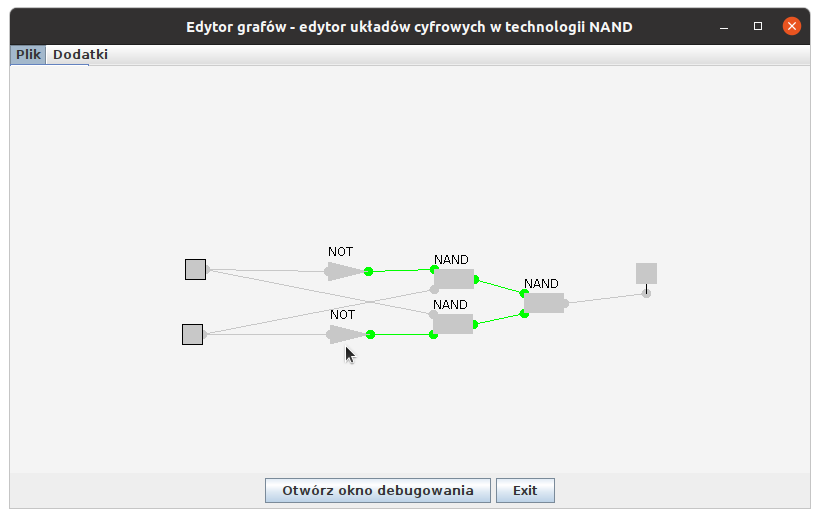 Edytor grafów - edytor układów cyfrowych w technologii NAND
Plik Dodatki
NOT
NAND
NAND
NAND
NOT
Otwórz okno debugowania Exit